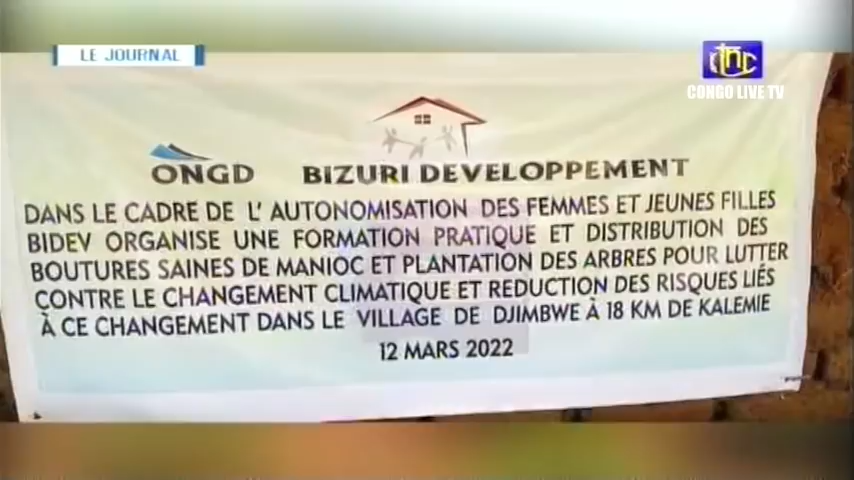 LE JOURNAL
CONGO LIVE TV
ONGD BIZURI DEVELOPPEMENT
DANS LE CADRE DE L' AUTONOMISATION DES FEMMES ET JEUNES FILLES
BIDEV ORGANISE UNE FORMATION PRATIQUE ET DISTRIBUTION DES
BOUTURES SAINES DE MANIOC ET PLANTATION DES ARBRES POUR LUTTER
CONTRE LE CHANGEMENT CLIMATIQUE ET REDUCTION DES RISQUES LIÉS
À CE CHANGEMENT DANS LE VILLAGE DE DJIMBWE À 18 KM DE KALEMIE
12 MARS 2022